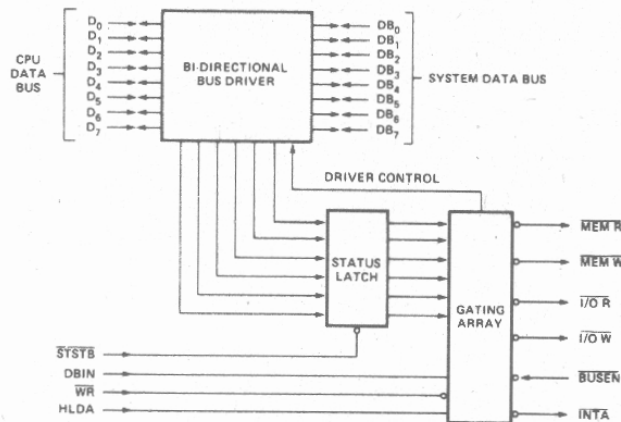 D0
D1
D2
D3
D4
D5
D6
D7
CPU
DATA
BUS
BI-DIRECTIONAL
BUS DRIVER
DB0
DB1
DB2
DB3
DB4
DB5
DB6
DB7
SYSTEM DATA BUS
DRIVER CONTROL
STATUS
LATCH
GATING
ARRAY
MEM R
MEM W
I/O R
I/O W
BUSEN
INTA
STSTB
DBIN
WR
HLDA